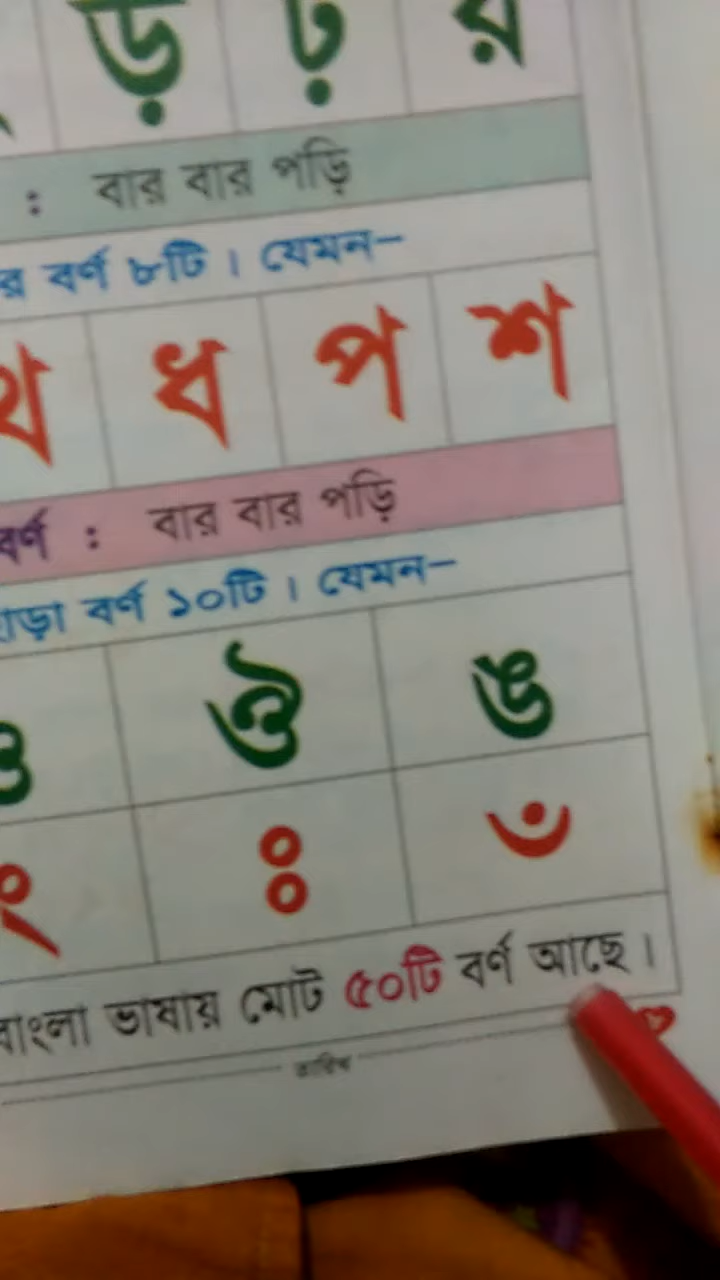 ড় ঢ় য়
: বার বার পড়ি
র বর্ণ ৮টি । যেমন–
থ ধ প শ
বর্ণ : বার বার পড়ি
বর্ণ ১০টি । যেমন–
ঐ ঙ
ং ঃ ঁ
বাংলা ভাষায় মোট ৫০টি বর্ণ আছে ।
তারিখ